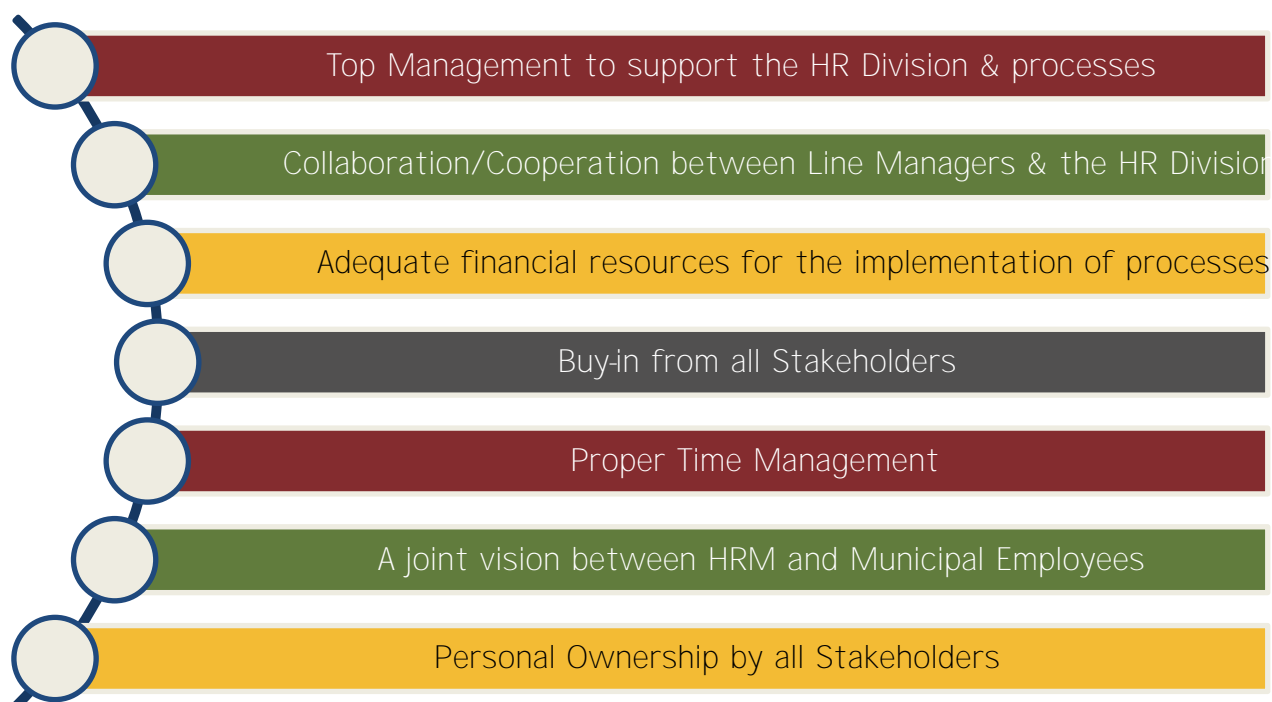 Top Management to support the HR Division & processes
Collaboration/Cooperation between Line Managers & the HR Division
Adequate financial resources for the implementation of processes
Buy-in from all Stakeholders
Proper Time Management
A joint vision between HRM and Municipal Employees
Personal Ownership by all Stakeholders